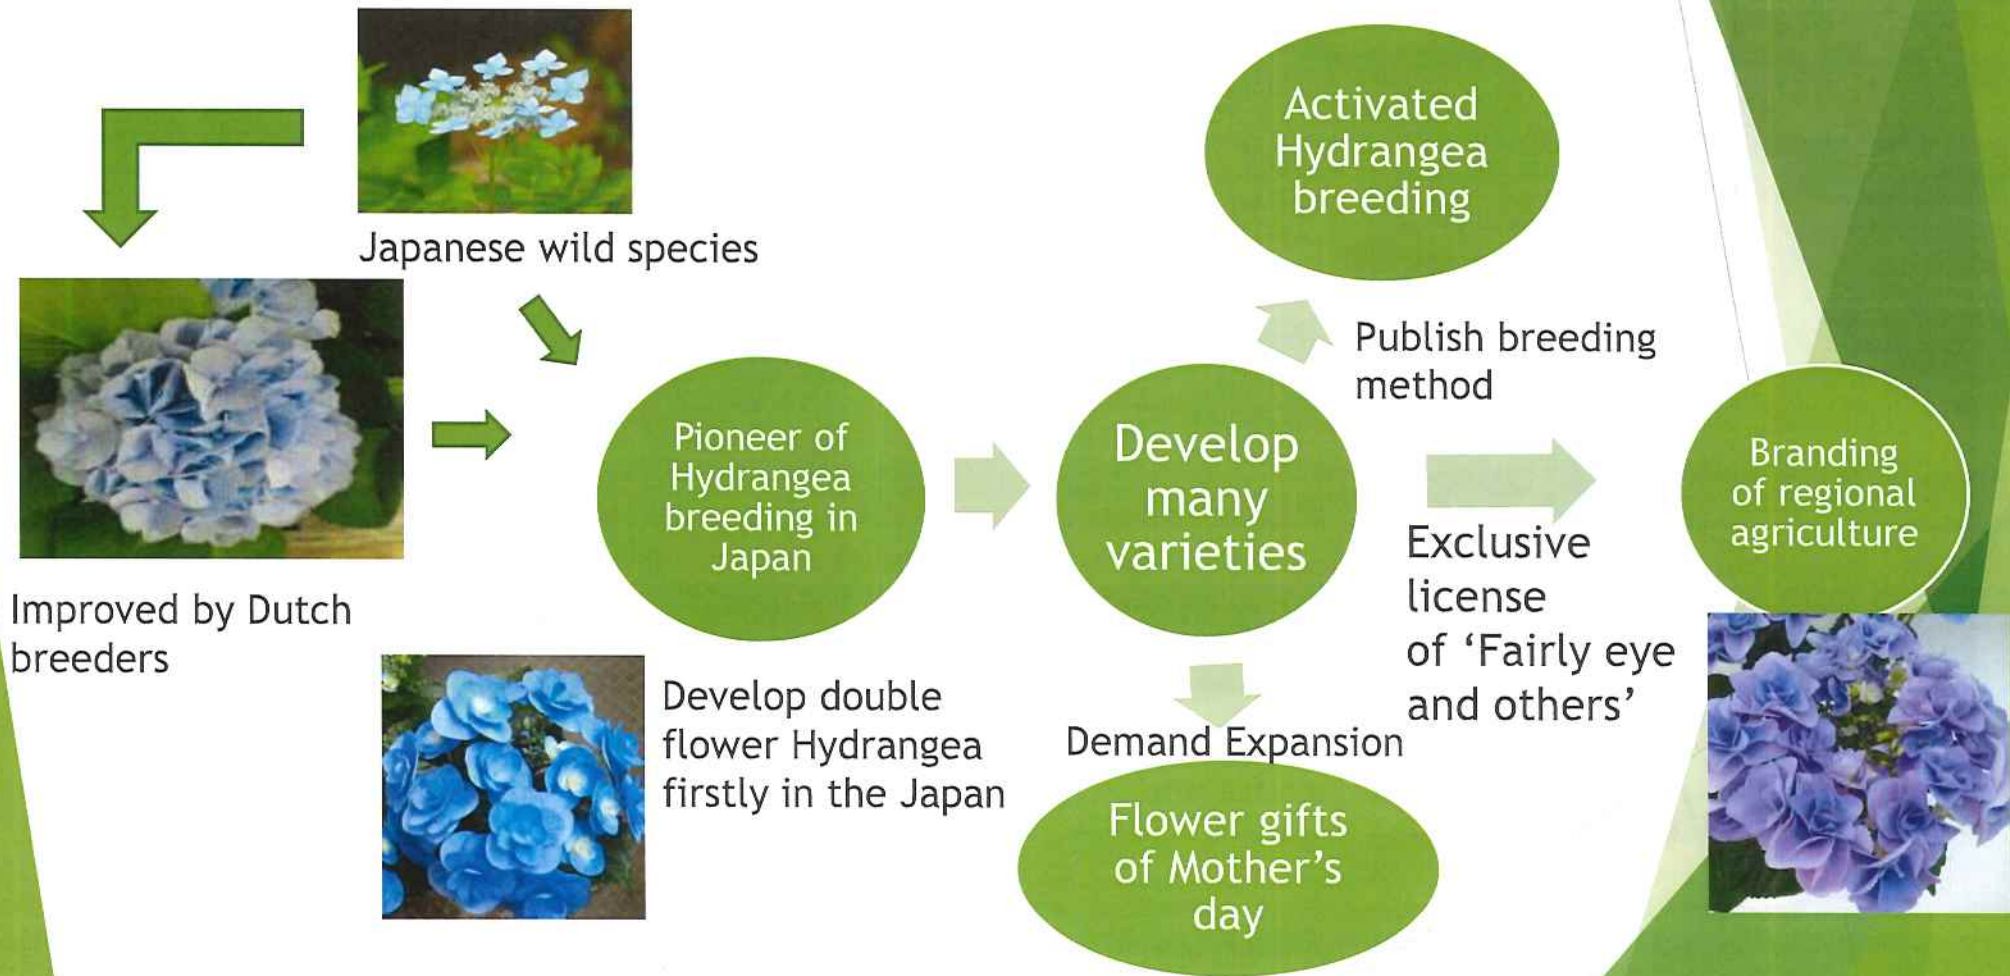 Japanese wild species
Improved by Dutch
breeders
Pioneer of
Hydrangea
breeding in
Japan
Develop double
flower Hydrangea
firstly in the Japan
Develop
many
varieties
Activated
Hydrangea
breeding
Publish breeding
method
Exclusive
license
of ‘Fairly eye
and others’
Branding
of regional
agriculture
Demand Expansion
Flower gifts
of Mother’s
day